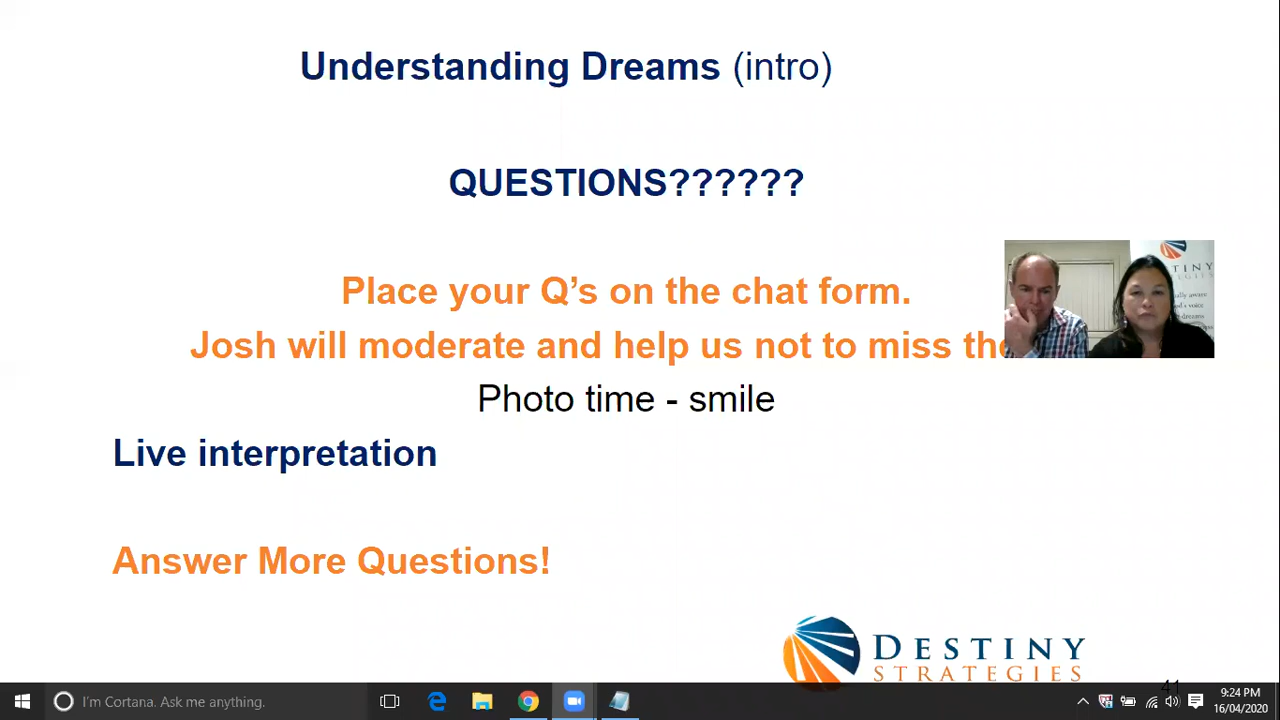 Understanding Dreams (intro)
QUESTIONS??????
Place your Q’s on the chat form.
Josh will moderate and help us not to miss the
Photo time - smile
Live interpretation
Answer More Questions!
DESTINY
STRATEGIES
41
I'm Cortana. Ask me anything.
9:24 PM
16/04/2020